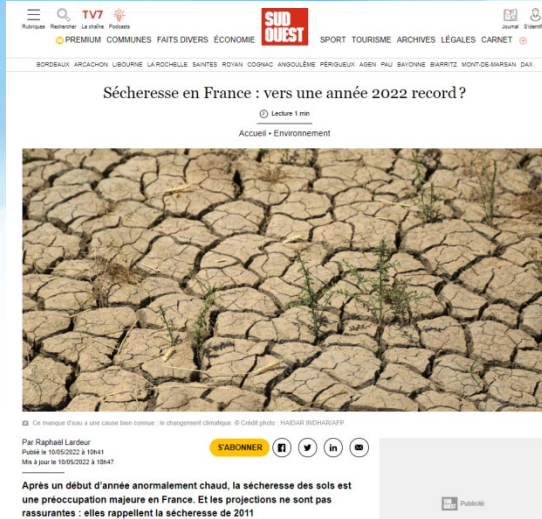 TV7
Rubriques Rechercher La chaîne Podcasts
SUD OUEST
Journal S'identifier
PREMIUM COMMUNES FAITS DIVERS ÉCONOMIE SPORT TOURISME ARCHIVES LÉGALES CARNET
BORDEAUX ARCACHON LIBOURNE LA ROCHELLE SAINTES ROYAN COGNAC ANGOULÊME PÉRIGUEUX AGEN PAU BAYONNE BIARRITZ MONT-DE-MARSAN DAX
Sécheresse en France : vers une année 2022 record ?
Lecture 1 min
Accueil • Environnement
Ce manque d'eau a une cause bien connue : le changement climatique. © Crédit photo : HAIDAR INDHAR/AFP
Par Raphaël Lardeur
Publié le 10/05/2022 à 10h41
Mis à jour le 10/05/2022 à 18h47
S'ABONNER
Après un début d'année anormalement chaud, la sécheresse des sols est
une préoccupation majeure en France. Et les projections ne sont pas
rassurantes : elles rappellent la sécheresse de 2011
Publicité